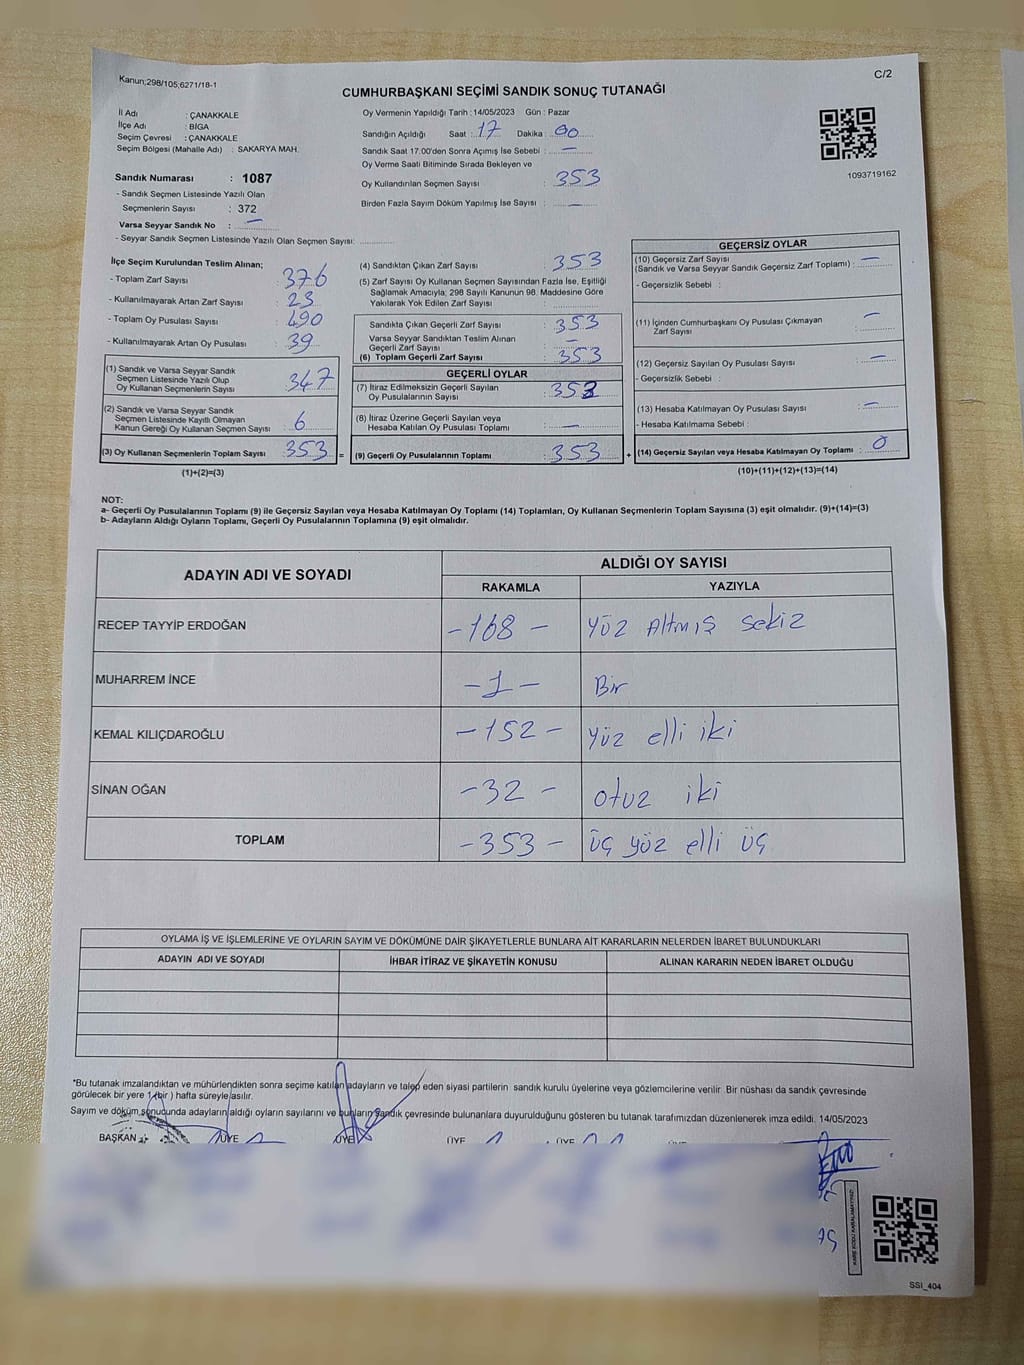 Kanun;298/105;6271/18-1
C/2
CUMHURBAŞKANI SEÇİMİ SANDIK SONUÇ TUTANAĞI
İl Adı : ÇANAKKALE
İlçe Adı : BİGA
Seçim Çevresi : ÇANAKKALE
Seçim Bölgesi (Mahalle Adı) : SAKARYA MAH.
Sandık Numarası : 1087
- Sandık Seçmen Listesinde Yazılı Olan
Seçmenlerin Sayısı : 372
Varsa Seyyar Sandık No : —
- Seyyar Sandık Seçmen Listesinde Yazılı Olan Seçmen Sayısı:
Oy Vermenin Yapıldığı Tarih : 14/05/2023 Gün : Pazar
Sandığın Açıldığı Saat : 17 Dakika : 00
Sandık Saat 17:00'den Sonra Açımış İse Sebebi : —
Oy Verme Saati Bitiminde Sırada Bekleyen ve
Oy Kullandırılan Seçmen Sayısı : 353
Birden Fazla Sayım Döküm Yapılmış İse Sayısı : —
1093719162
İlçe Seçim Kurulundan Teslim Alınan;
- Toplam Zarf Sayısı : 376
- Kullanılmayarak Artan Zarf Sayısı : 23
- Toplam Oy Pusulası Sayısı : 490
- Kullanılmayarak Artan Oy Pusulası : 39
(1) Sandık ve Varsa Seyyar Sandık
Seçmen Listesinde Yazılı Olup
Oy Kullanan Seçmenlerin Sayısı : 347
(2) Sandık ve Varsa Seyyar Sandık
Seçmen Listesinde Kayıtlı Olmayan
Kanun Gereği Oy Kullanan Seçmen Sayısı : 6
(3) Oy Kullanan Seçmenlerin Toplam Sayısı : 353 =
(1)+(2)=(3)
(4) Sandıktan Çıkan Zarf Sayısı : 353
(5) Zarf Sayısı Oy Kullanan Seçmen Sayısından Fazla İse, Eşitliği
Sağlamak Amacıyla; 298 Sayılı Kanunun 98. Maddesine Göre
Yakılarak Yok Edilen Zarf Sayısı :
Sandıkta Çıkan Geçerli Zarf Sayısı : 353
Varsa Seyyar Sandıktan Teslim Alınan
Geçerli Zarf Sayısı : —
(6) Toplam Geçerli Zarf Sayısı : 353
GEÇERLİ OYLAR
(7) İtiraz Edilmeksizin Geçerli Sayılan
Oy Pusulalarının Sayısı : 353
(8) İtiraz Üzerine Geçerli Sayılan veya
Hesaba Katılan Oy Pusulası Toplamı : —
(9) Geçerli Oy Pusulalarının Toplamı : 353 +
GEÇERSİZ OYLAR
(10) Geçersiz Zarf Sayısı
(Sandık ve Varsa Seyyar Sandık Geçersiz Zarf Toplamı) : —
- Geçersizlik Sebebi :
(11) İçinden Cumhurbaşkanı Oy Pusulası Çıkmayan
Zarf Sayısı : —
(12) Geçersiz Sayılan Oy Pusulası Sayısı : —
- Geçersizlik Sebebi :
(13) Hesaba Katılmayan Oy Pusulası Sayısı : —
- Hesaba Katılmama Sebebi :
(14) Geçersiz Sayılan veya Hesaba Katılmayan Oy Toplamı : 0
(10)+(11)+(12)+(13)=(14)
NOT:
a- Geçerli Oy Pusulalarının Toplamı (9) ile Geçersiz Sayılan veya Hesaba Katılmayan Oy Toplamı (14) Toplamları, Oy Kullanan Seçmenlerin Toplam Sayısına (3) eşit olmalıdır. (9)+(14)=(3)
b- Adayların Aldığı Oyların Toplamı, Geçerli Oy Pusulalarının Toplamına (9) eşit olmalıdır.
ADAYIN ADI VE SOYADI ALDIĞI OY SAYISI
RAKAMLA YAZIYLA
RECEP TAYYİP ERDOĞAN -168- Yüz Altmış Sekiz
MUHARREM İNCE -1- Bir
KEMAL KILIÇDAROĞLU -152- Yüz elli iki
SİNAN OĞAN -32- otuz iki
TOPLAM -353- üç yüz elli üç
OYLAMA İŞ VE İŞLEMLERİNE VE OYLARIN SAYIM VE DÖKÜMÜNE DAİR ŞİKAYETLERLE BUNLARA AİT KARARLARIN NELERDEN İBARET BULUNDUKLARI
ADAYIN ADI VE SOYADI İHBAR İTİRAZ VE ŞİKAYETİN KONUSU ALINAN KARARIN NEDEN İBARET OLDUĞU
*Bu tutanak imzalandıktan ve mühürlendikten sonra seçime katılan adayların ve talep eden siyasi partilerin sandık kurulu üyelerine veya gözlemcilerine verilir. Bir nüshası da sandık çevresinde
görülecek bir yere 1 (bir) hafta süreyle asılır.
Sayım ve döküm sonucunda adayların aldığı oyların sayılarını ve bunların sandık çevresinde bulunanlara duyurulduğunu gösteren bu tutanak tarafımızdan düzenlenerek imza edildi. 14/05/2023
BAŞKAN ÜYE ÜYE ÜYE ÜYE ÜYE
SSI_404